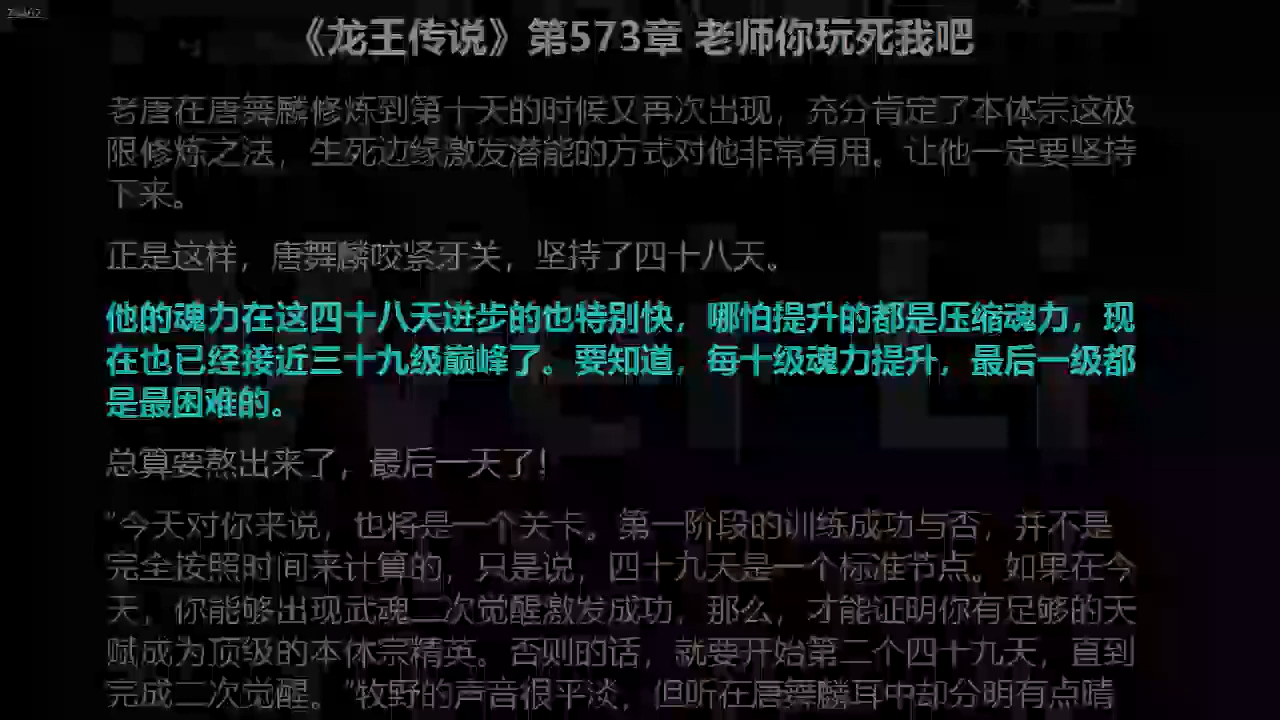 《龙王传说》第573章 老师你玩死我吧
老唐在唐舞麟修炼到第十天的时候又再次出现，充分肯定了本体宗这极
限修炼之法，生死边缘激发潜能的方式对他非常有用。让他一定要坚持
下来。
正是这样，唐舞麟咬紧牙关，坚持了四十八天。
他的魂力在这四十八天进步的也特别快，哪怕提升的都是压缩魂力，现
在也已经接近三十九级巅峰了。要知道，每十级魂力提升，最后一级都
是最困难的。
总算要熬出来了，最后一天了！
“今天对你来说，也将是一个关卡。第一阶段的训练成功与否，并不是
完全按照时间来计算的，只是说，四十九天是一个标准节点。如果在今
天，你能够出现武魂二次觉醒激发成功，那么，才能证明你有足够的天
赋成为顶级的本体宗精英。否则的话，就要开始第二个四十九天，直到
完成二次觉醒。”牧野的声音很平淡，但听在唐舞麟耳中却分明有点晴